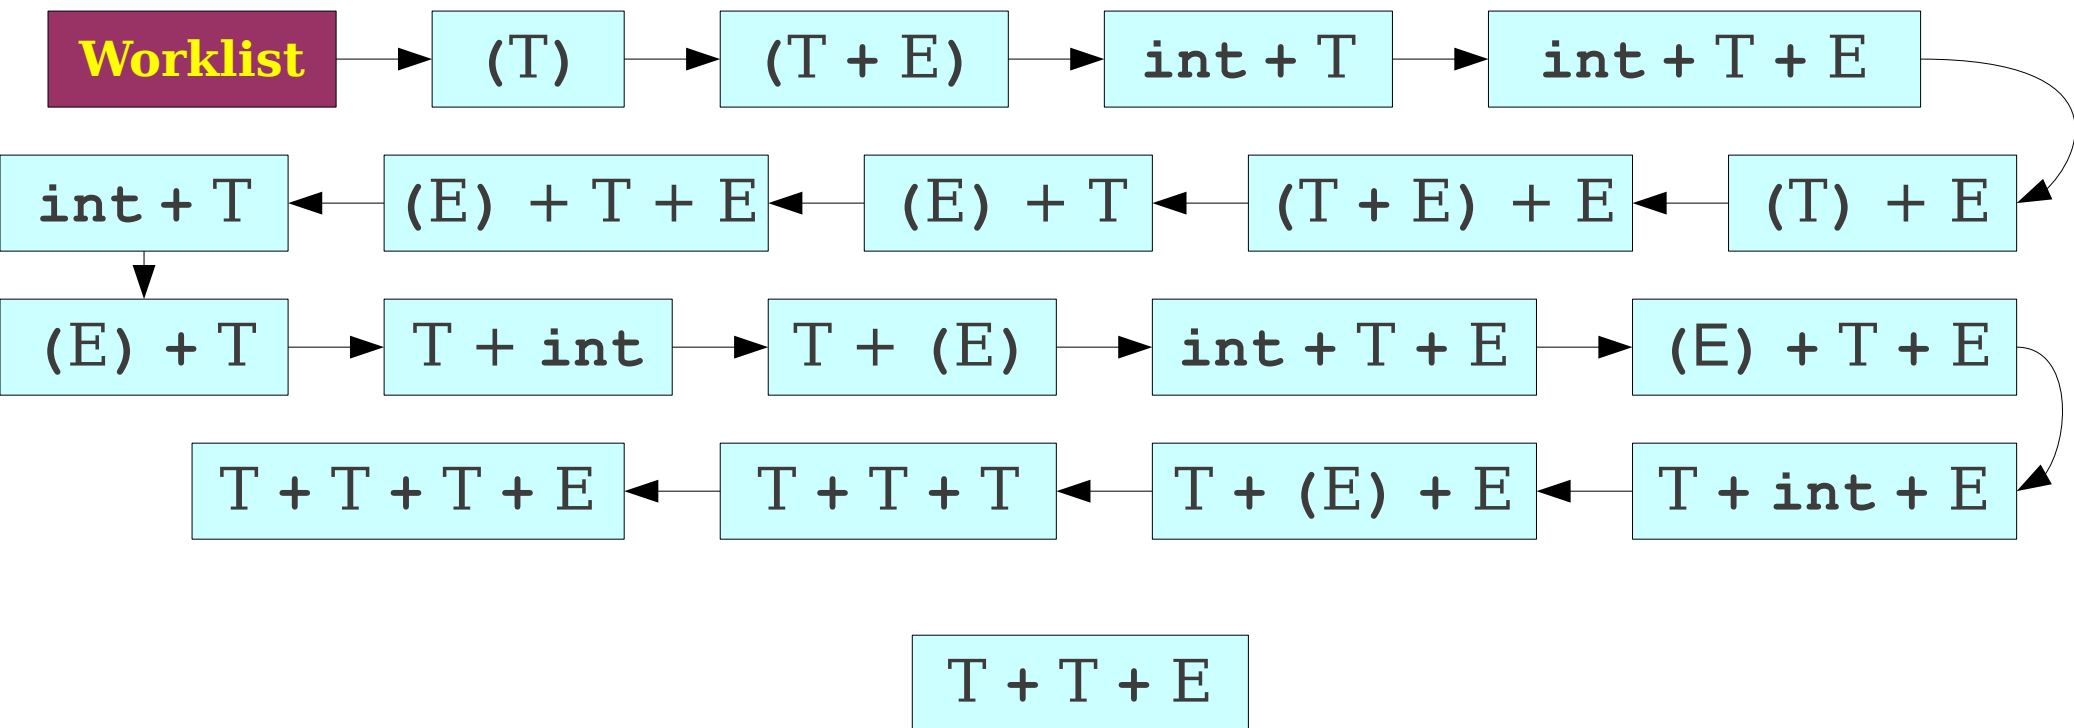 Worklist (T) (T + E) int + T int + T + E
int + T (E) + T + E (E) + T (T + E) + E (T) + E
(E) + T T + int T + (E) int + T + E (E) + T + E
T + T + T + E T + T + T T + (E) + E T + int + E
T + T + E